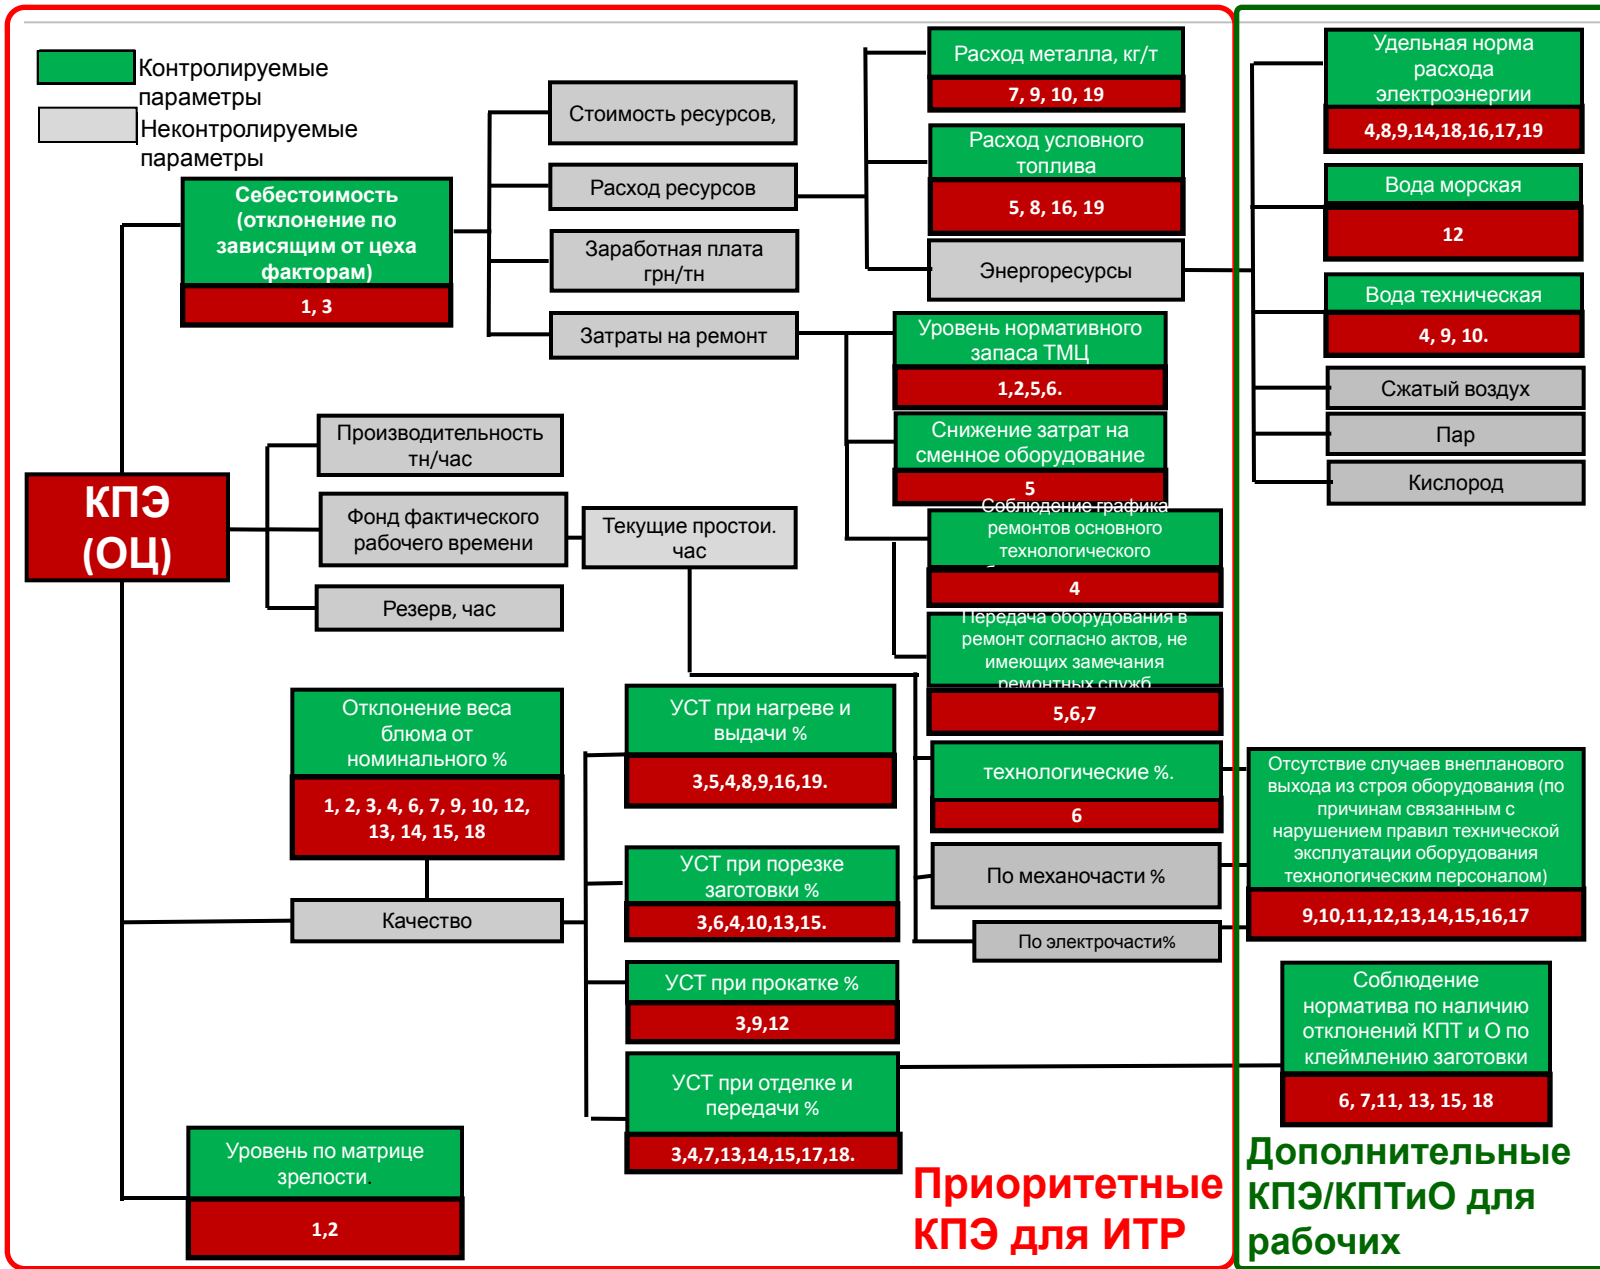 Контролируемые
параметры
Неконтролируемые
параметры
Себестоимость
(отклонение по
зависящим от цеха
факторам)
1, 3
КПЭ
(ОЦ)
Стоимость ресурсов,
Расход ресурсов
Заработная плата
грн/тн
Затраты на ремонт
Расход металла, кг/т
7, 9, 10, 19
Расход условного
топлива
5, 8, 16, 19
Энергоресурсы
Уровень нормативного
запаса ТМЦ
1,2,5,6.
Снижение затрат на
сменное оборудование
5
Соблюдение графика
ремонтов основного
технологического
4
Передача оборудования в
ремонт согласно актов, не
имеющих замечания
ремонтных служб
5,6,7
Производительность
тн/час
Фонд фактического
рабочего времени
Резерв, час
Текущие простои.
час
технологические %.
6
По механочасти %
По электрочасти%
Отклонение веса
блюма от
номинального %
1, 2, 3, 4, 6, 7, 9, 10, 12,
13, 14, 15, 18
Качество
УСТ при нагреве и
выдачи %
3,5,4,8,9,16,19.
УСТ при порезке
заготовки %
3,6,4,10,13,15.
УСТ при прокатке %
3,9,12
УСТ при отделке и
передачи %
3,4,7,13,14,15,17,18.
Уровень по матрице
зрелости.
1,2
Приоритетные
КПЭ для ИТР
Удельная норма
расхода
электроэнергии
4,8,9,14,18,16,17,19
Вода морская
12
Вода техническая
4, 9, 10.
Сжатый воздух
Пар
Кислород
Отсутствие случаев внепланового
выхода из строя оборудования (по
причинам связанным с
нарушением правил технической
эксплуатации оборудования
технологическим персоналом)
9,10,11,12,13,14,15,16,17
Соблюдение
норматива по наличию
отклонений КПТ и О по
клеймлению заготовки
6, 7,11, 13, 15, 18
Дополнительные
КПЭ/КПТиО для
рабочих